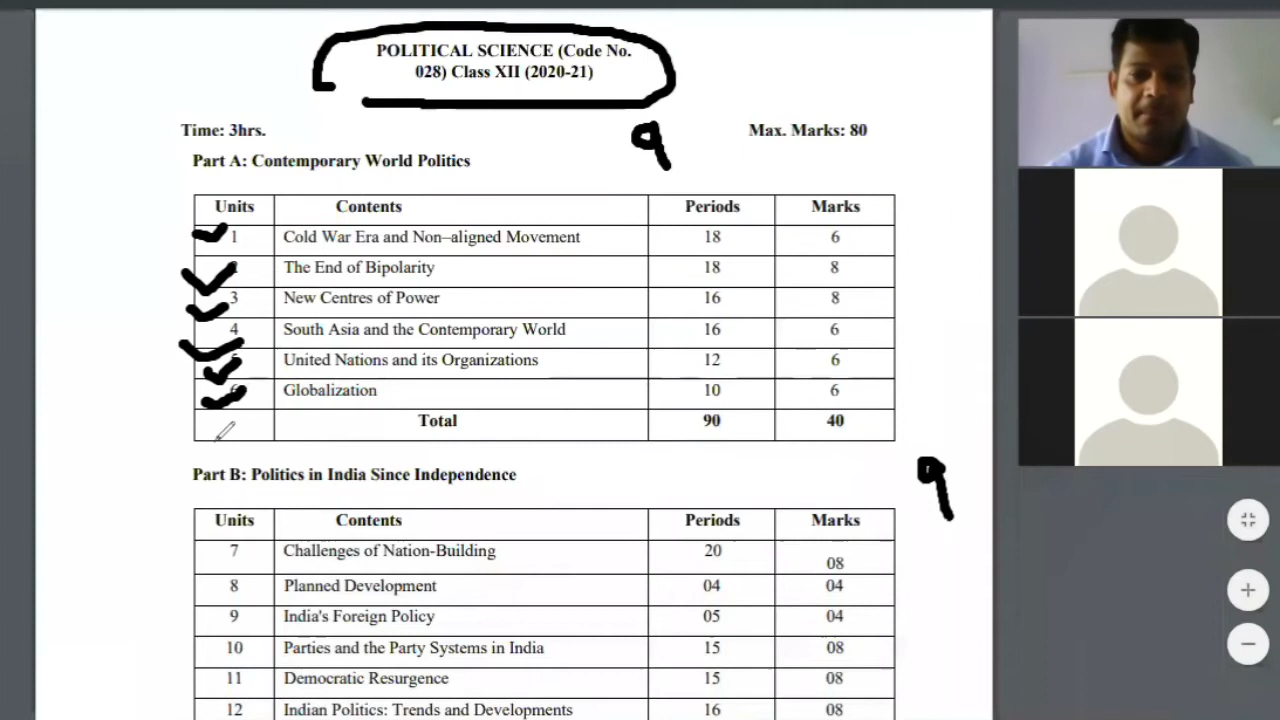 POLITICAL SCIENCE (Code No.
028) Class XII (2020-21)
Time: 3hrs. Max. Marks: 80
9
Part A: Contemporary World Politics
Units Contents Periods Marks
1 Cold War Era and Non–aligned Movement 18 6
The End of Bipolarity 18 8
3 New Centres of Power 16 8
4 South Asia and the Contemporary World 16 6
5 United Nations and its Organizations 12 6
6 Globalization 10 6
Total 90 40
9
Part B: Politics in India Since Independence
Units Contents Periods Marks
7 Challenges of Nation-Building 20 08
8 Planned Development 04 04
9 India's Foreign Policy 05 04
10 Parties and the Party Systems in India 15 08
11 Democratic Resurgence 15 08
12 Indian Politics: Trends and Developments 16 08